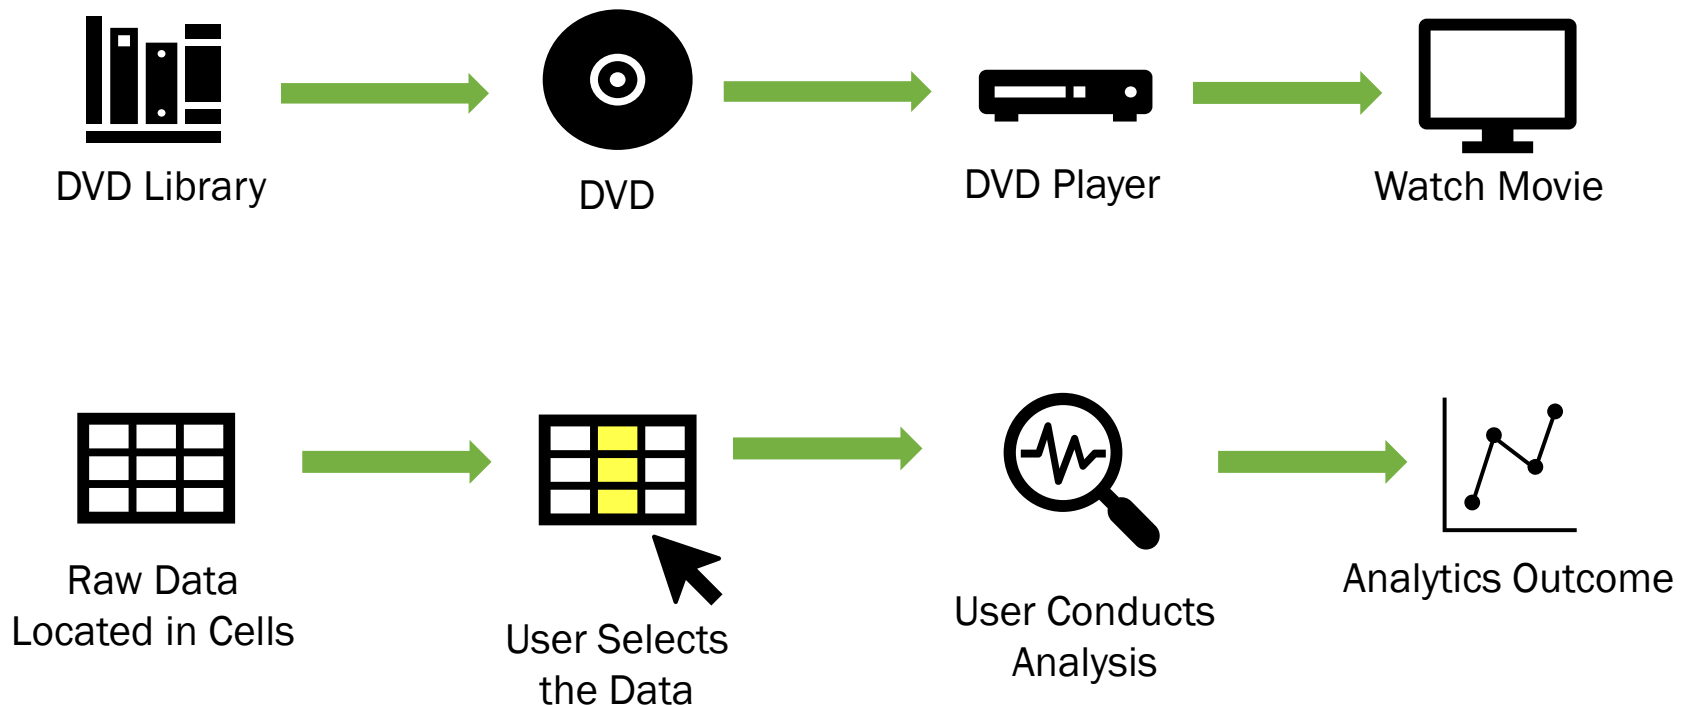 DVD Library
DVD
DVD Player
Watch Movie
Raw Data
Located in Cells
User Selects
the Data
User Conducts
Analysis
Analytics Outcome